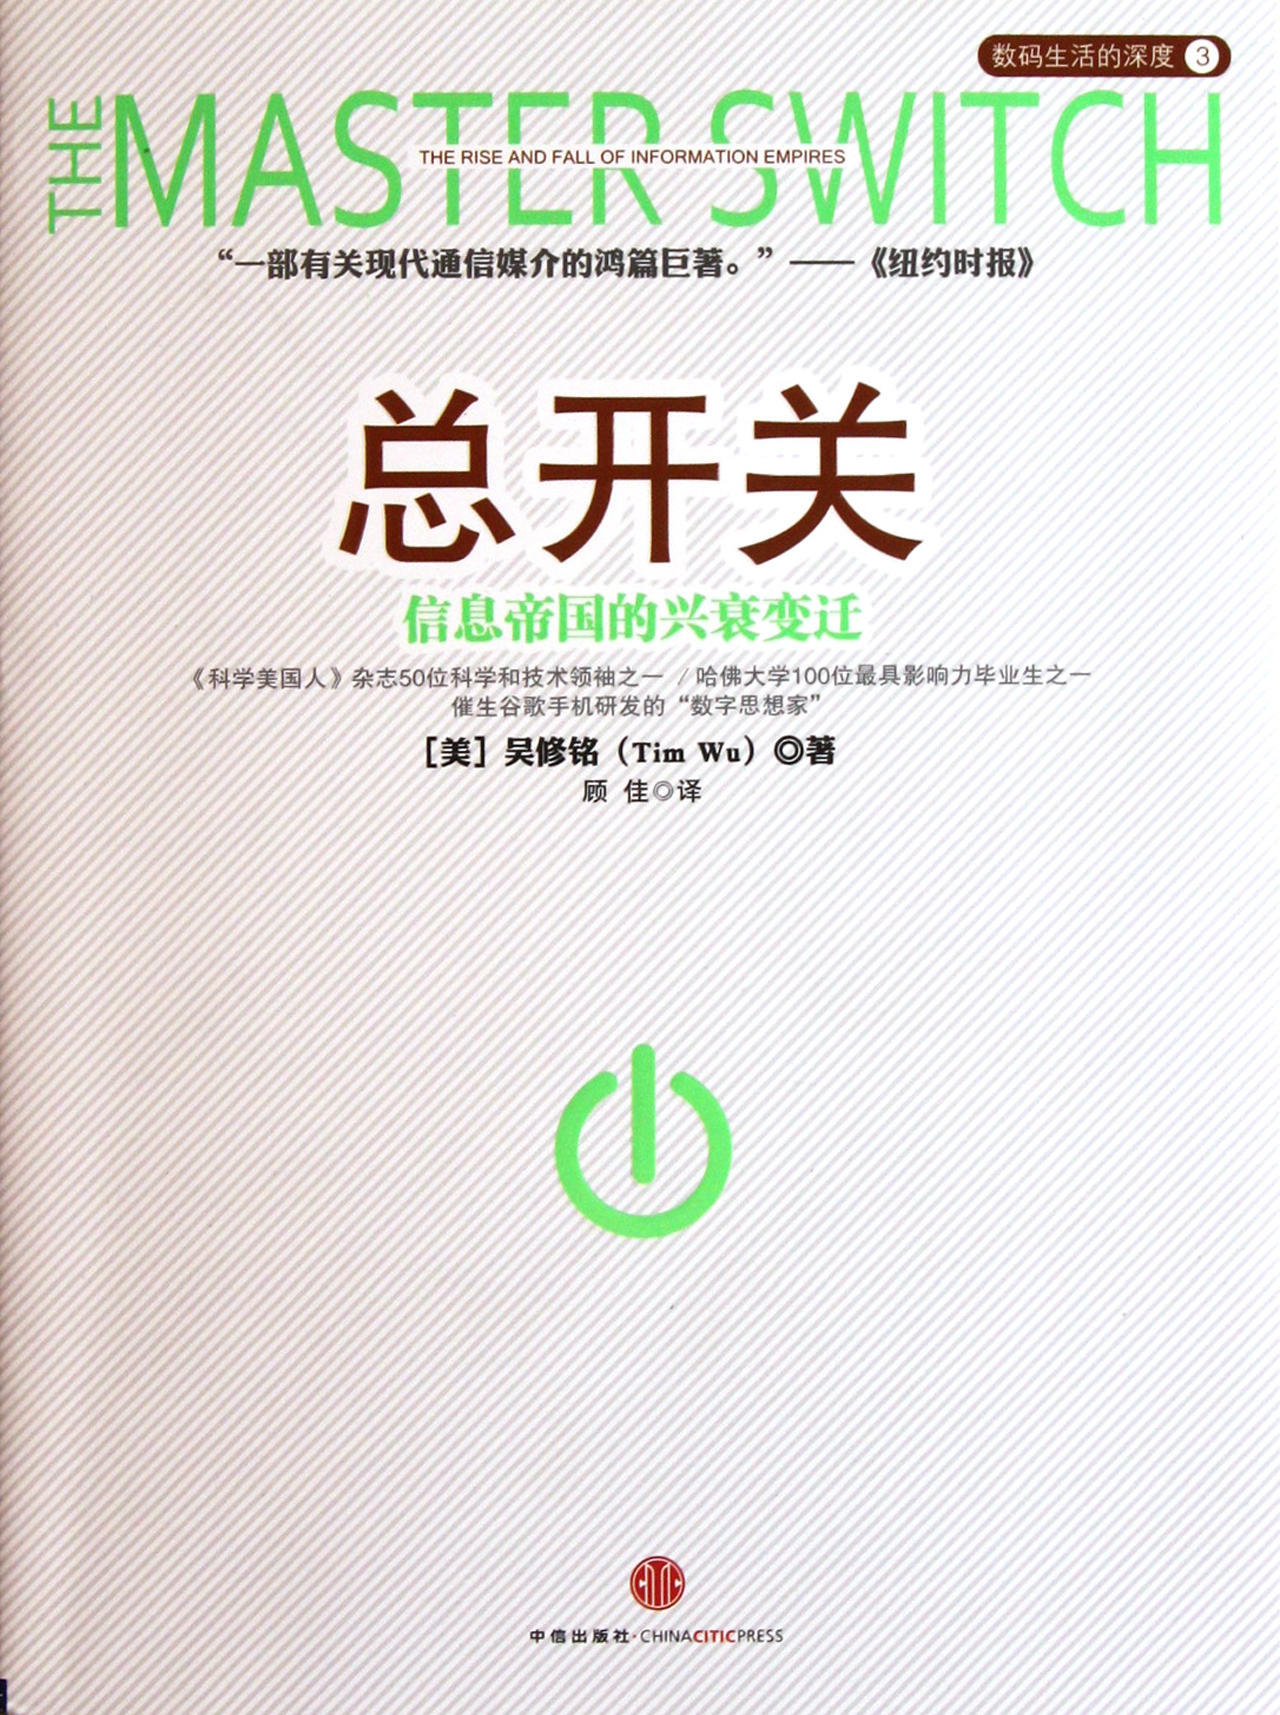 数码生活的深度 3
THE MASTER SWITCH
THE RISE AND FALL OF INFORMATION EMPIRES
“一部有关现代通信媒介的鸿篇巨著。”——《纽约时报》
总开关
信息帝国的兴衰变迁
《科学美国人》杂志50位科学和技术领袖之一 / 哈佛大学100位最具影响力毕业生之一
催生谷歌手机研发的“数字思想家”
［美］吴修铭（Tim Wu）◎著
顾 佳◎译
中信出版社·CHINACITICPRESS